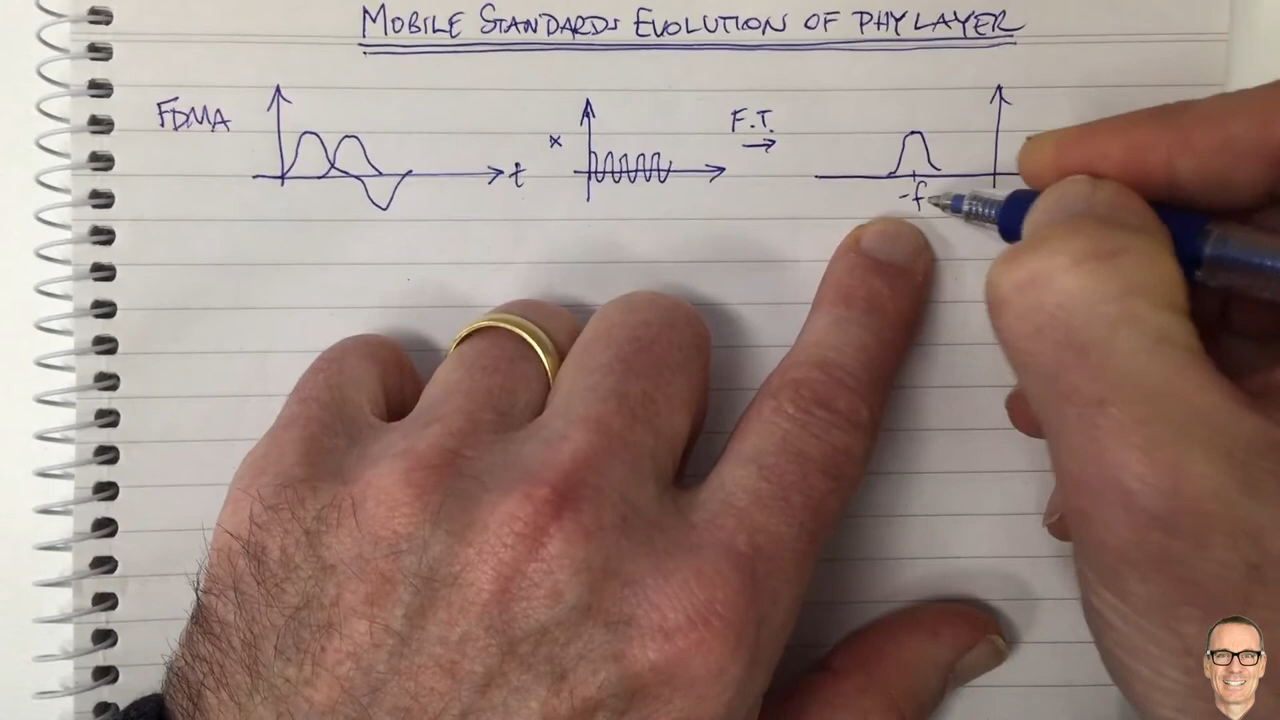 MOBILE STANDARDS EVOLUTION OF PHY LAYER
FDMA
t
x
F.T.
-f